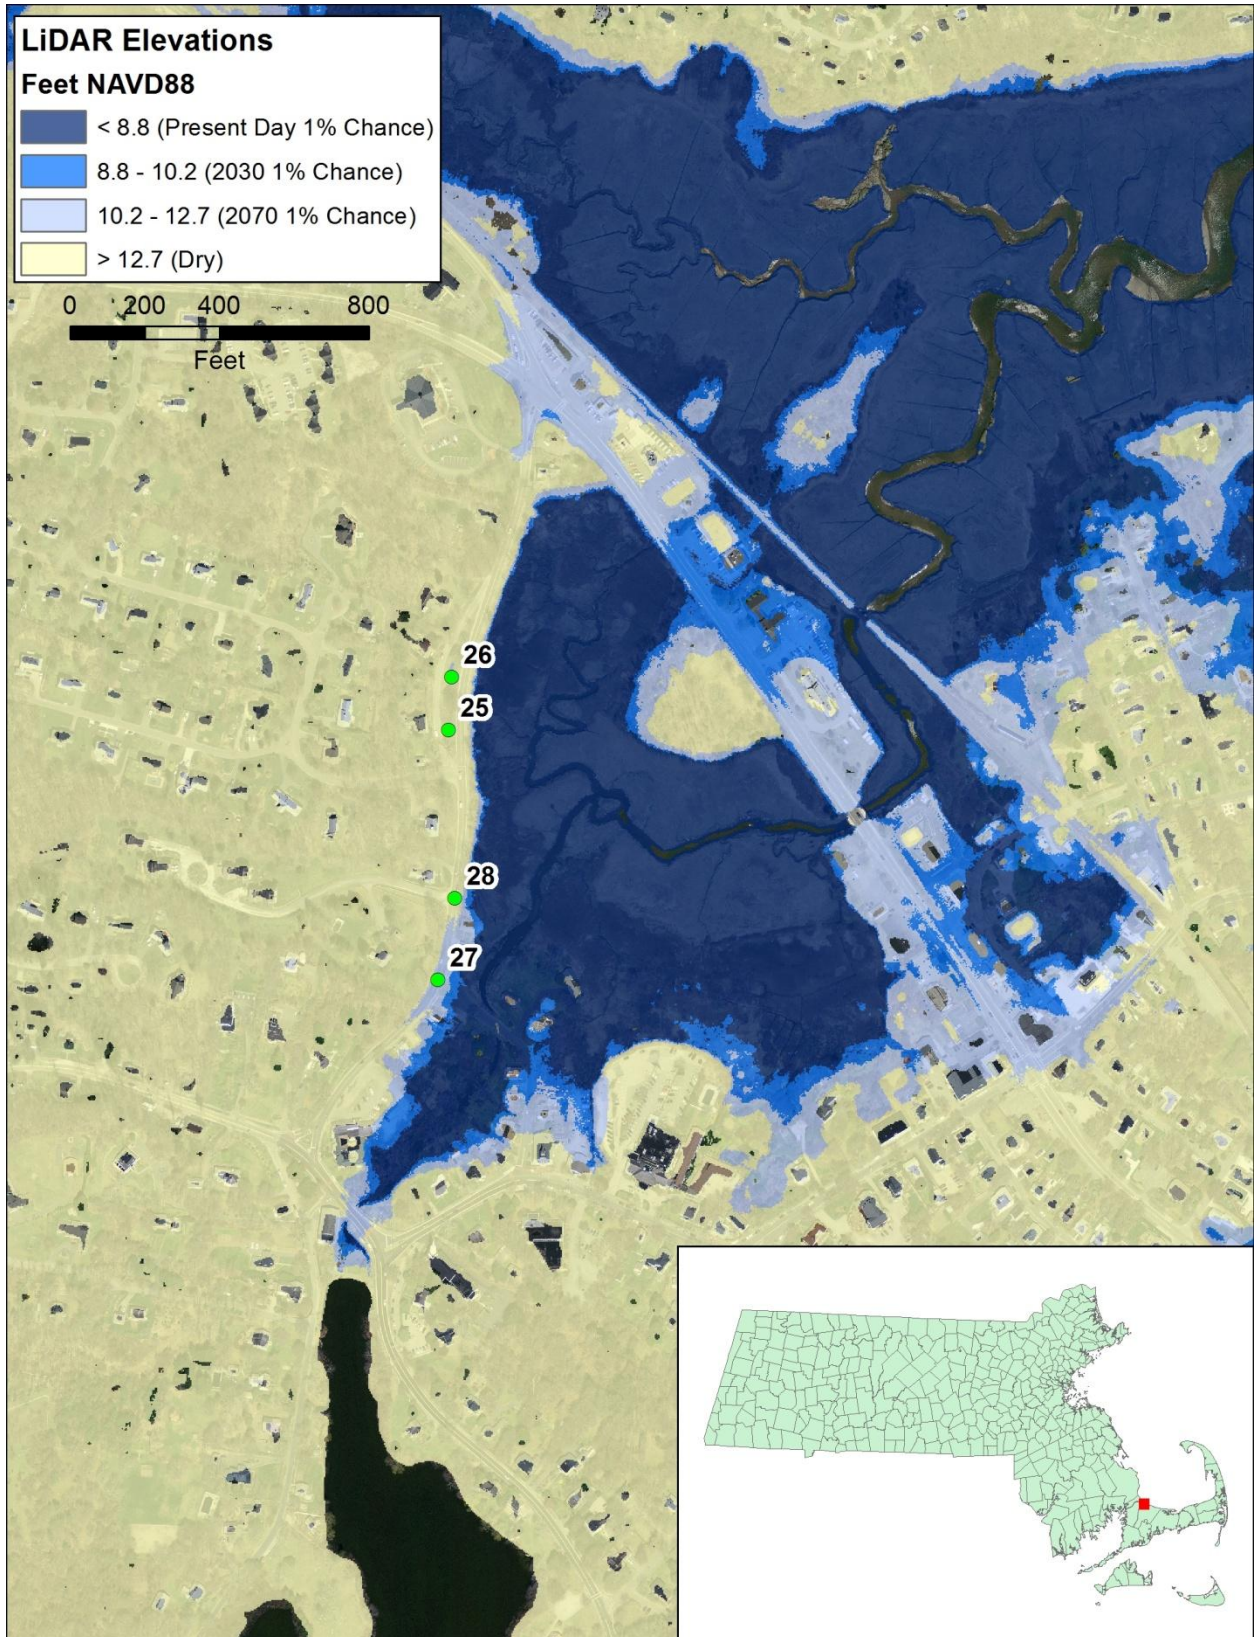 LiDAR Elevations
Feet NAVD88
< 8.8 (Present Day 1% Chance)
8.8 - 10.2 (2030 1% Chance)
10.2 - 12.7 (2070 1% Chance)
> 12.7 (Dry)
0 200 400 800
Feet
26
25
28
27